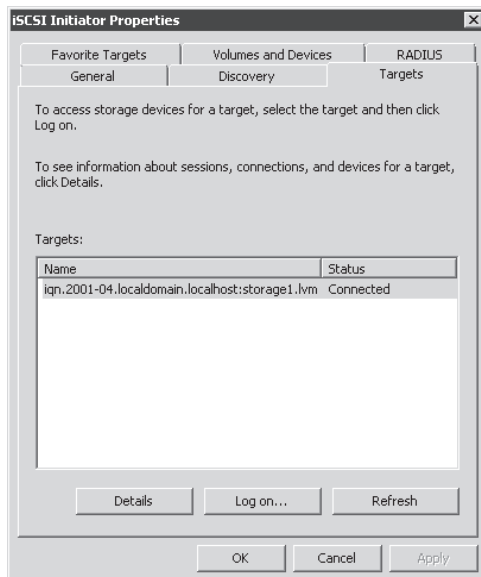 iSCSI Initiator Properties
Favorite Targets Volumes and Devices RADIUS
General Discovery Targets
To access storage devices for a target, select the target and then click
Log on.
To see information about sessions, connections, and devices for a target,
click Details.
Targets:
Name Status
iqn.2001-04.localdomain.localhost:storage1.lvm Connected
Details Log on... Refresh
OK Cancel Apply